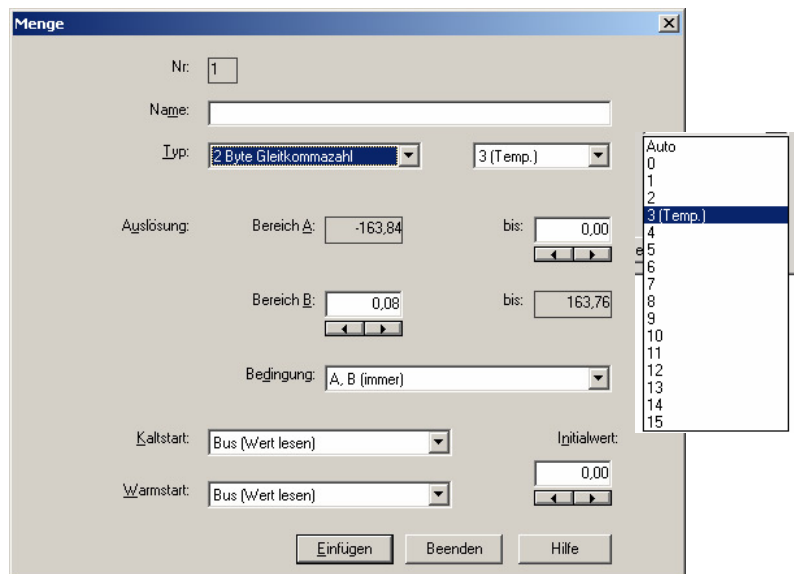 Menge
Nr: 1
Name:
Typ: 2 Byte Gleitkommazahl 3 (Temp.)
Auslösung: Bereich A: -163,84 bis: 0,00
Bereich B: 0,08 bis: 163,76
Bedingung: A, B (immer)
Kaltstart: Bus (Wert lesen) Initialwert:
0,00
Warmstart: Bus (Wert lesen)
Einfügen Beenden Hilfe
Auto
0
1
2
3 (Temp.)
4
5
6
7
8
9
10
11
12
13
14
15